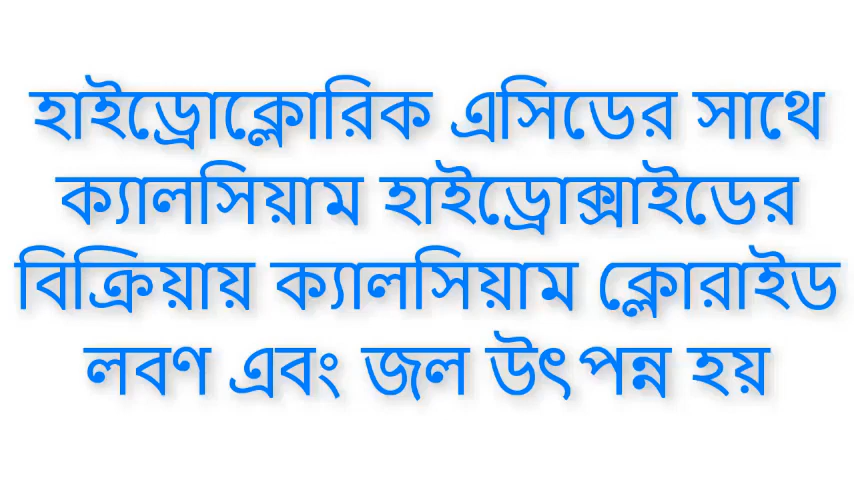 হাইড্রোক্লোরিক এসিডের সাথে
ক্যালসিয়াম হাইড্রোক্সাইডের
বিক্রিয়ায় ক্যালসিয়াম ক্লোরাইড
লবণ এবং জল উৎপন্ন হয়